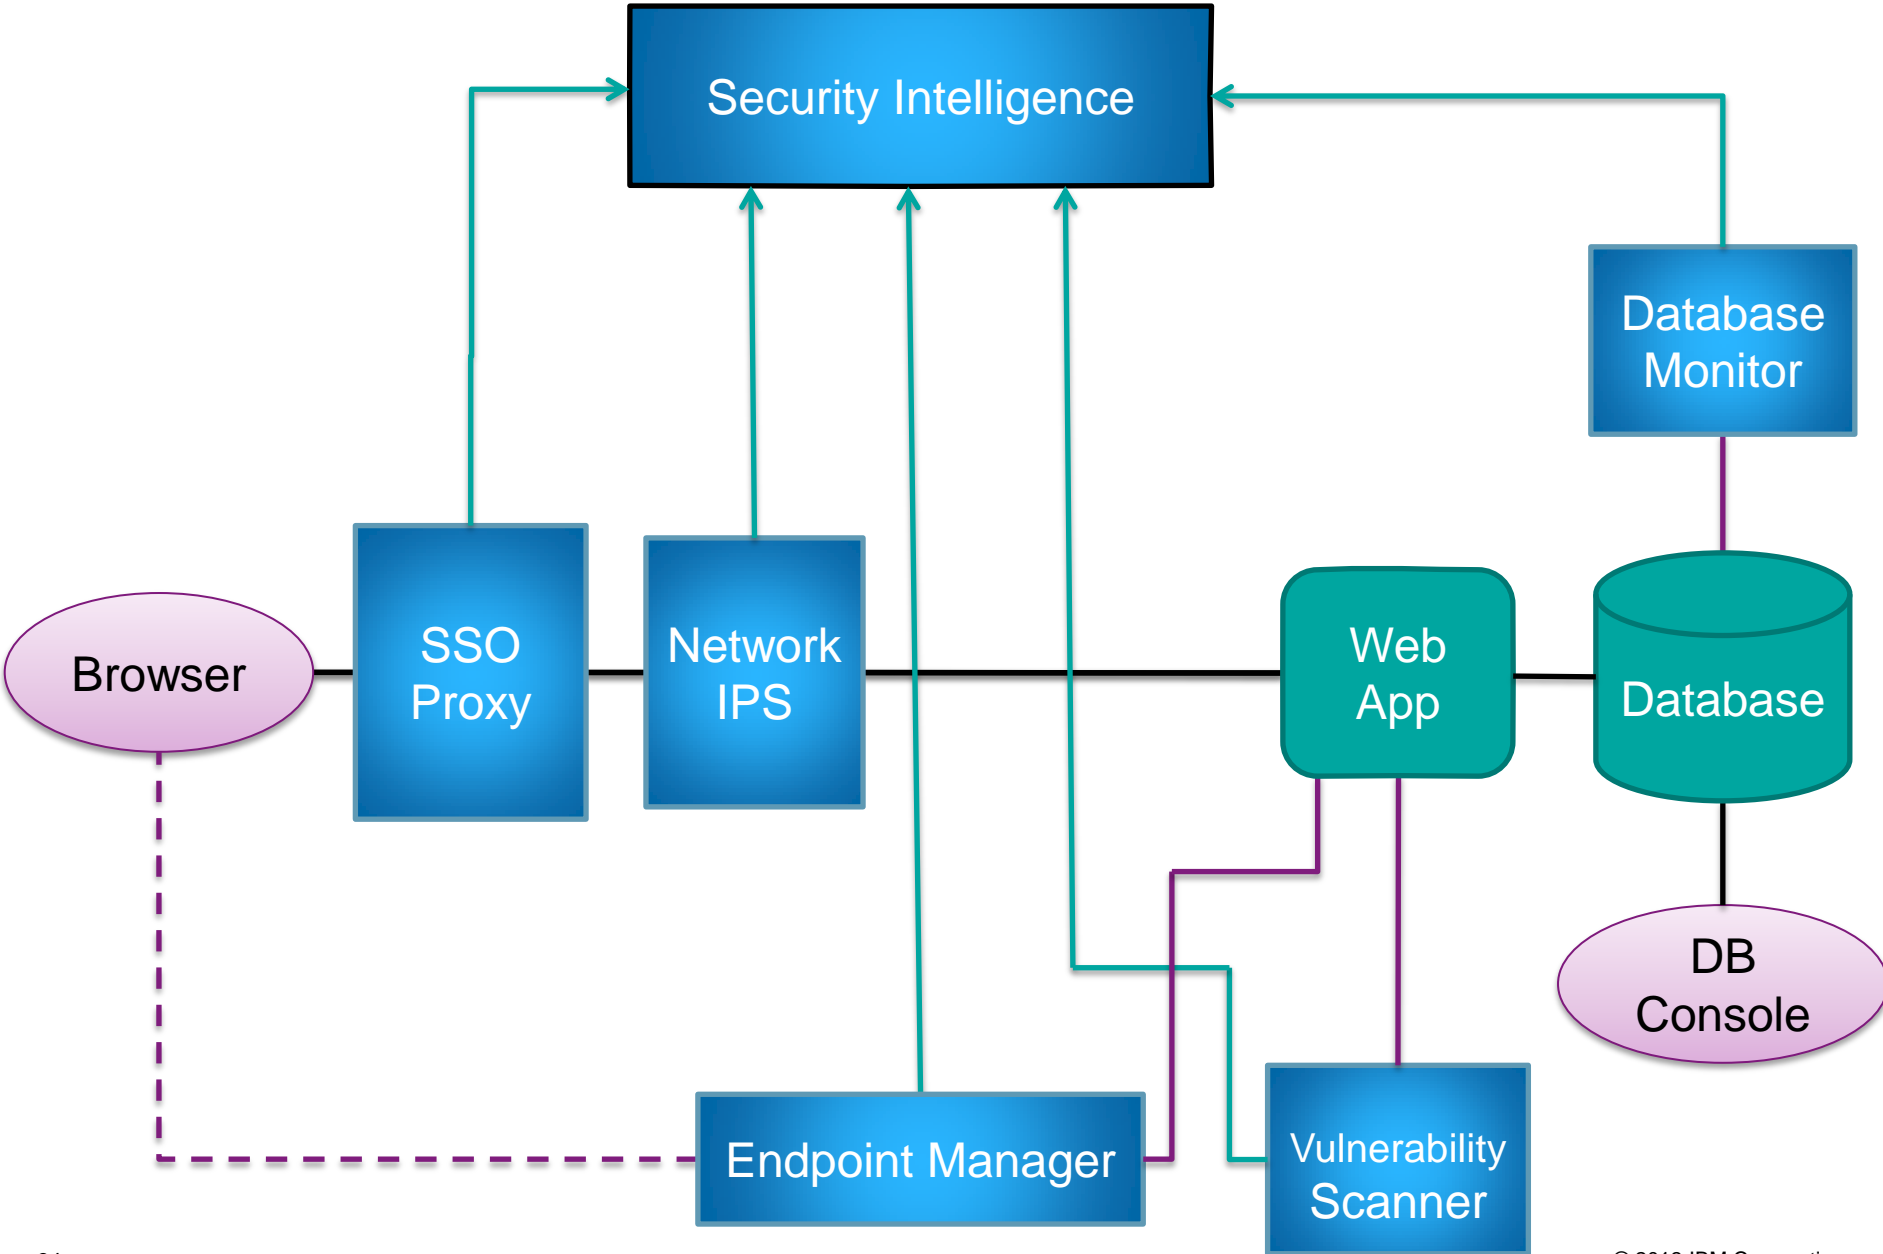 Security Intelligence
Database
Monitor
Browser
SSO
Proxy
Network
IPS
Web
App
Database
DB
Console
Endpoint Manager
Vulnerability
Scanner